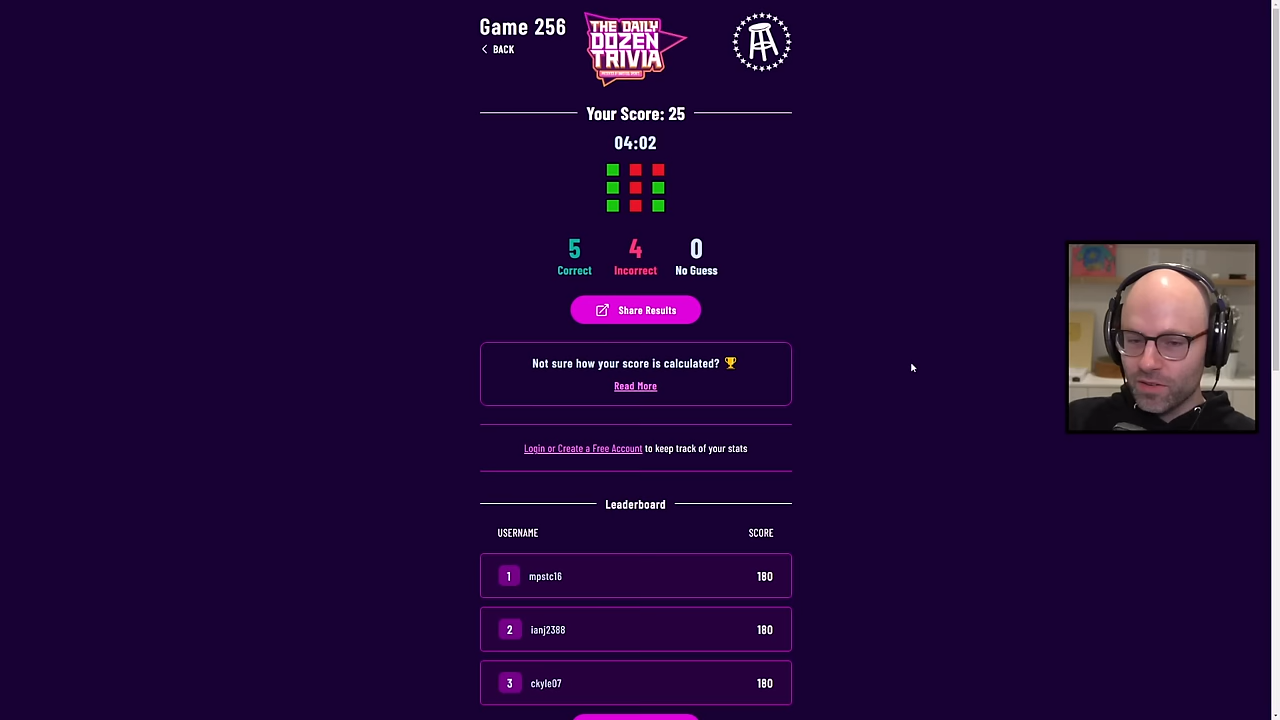 Game 256
BACK
THE DAILY
DOZEN
TRIVIA
Your Score: 25
04:02
5 4 0
Correct Incorrect No Guess
Share Results
Not sure how your score is calculated? 🏆
Read More
Login or Create a Free Account to keep track of your stats
Leaderboard
USERNAME SCORE
1 mpstc16 180
2 ianj2388 180
3 ckyle07 180